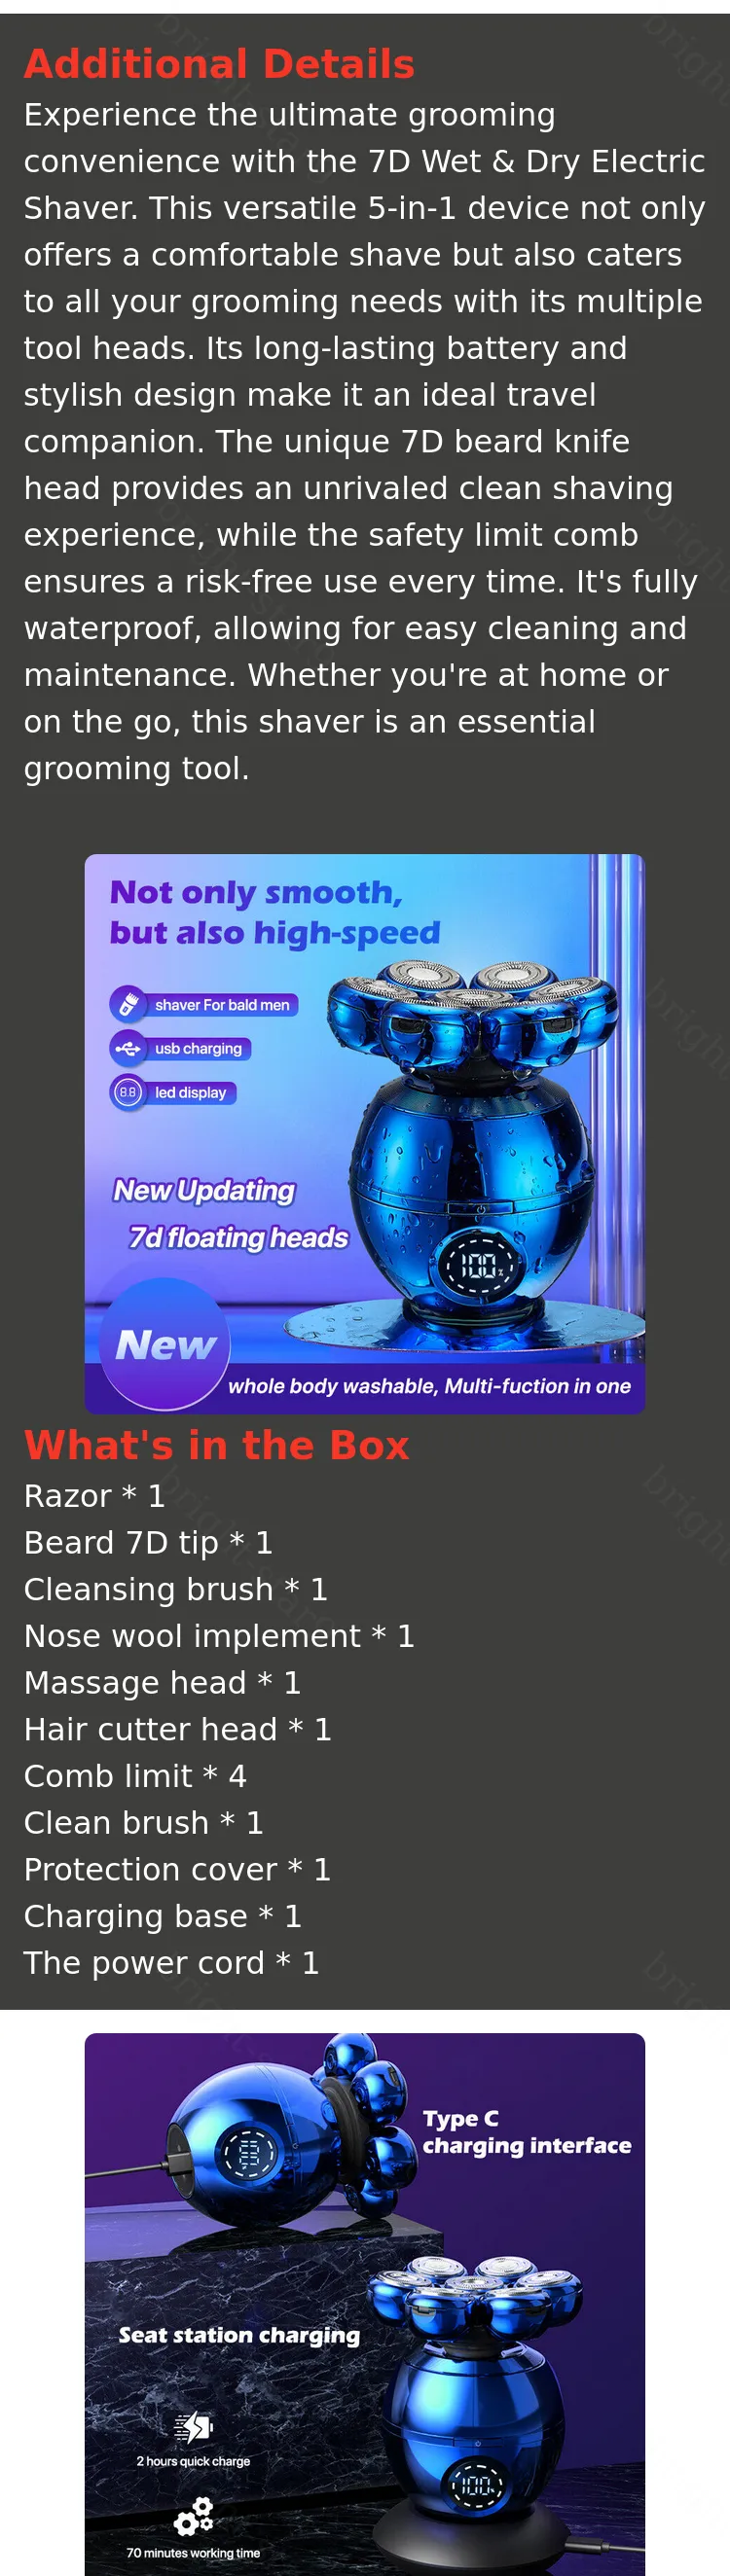 Additional Details
Experience the ultimate grooming
convenience with the 7D Wet & Dry Electric
Shaver. This versatile 5-in-1 device not only
offers a comfortable shave but also caters
to all your grooming needs with its multiple
tool heads. Its long-lasting battery and
stylish design make it an ideal travel
companion. The unique 7D beard knife
head provides an unrivaled clean shaving
experience, while the safety limit comb
ensures a risk-free use every time. It's fully
waterproof, allowing for easy cleaning and
maintenance. Whether you're at home or
on the go, this shaver is an essential
grooming tool.
Not only smooth,
but also high-speed
shaver For bald men
usb charging
8.8 led display
New Updating
7d floating heads
100%
New
whole body washable, Multi-fuction in one
What's in the Box
Razor * 1
Beard 7D tip * 1
Cleansing brush * 1
Nose wool implement * 1
Massage head * 1
Hair cutter head * 1
Comb limit * 4
Clean brush * 1
Protection cover * 1
Charging base * 1
The power cord * 1
Type C
charging interface
100%
Seat station charging
2 hours quick charge
100%
70 minutes working time